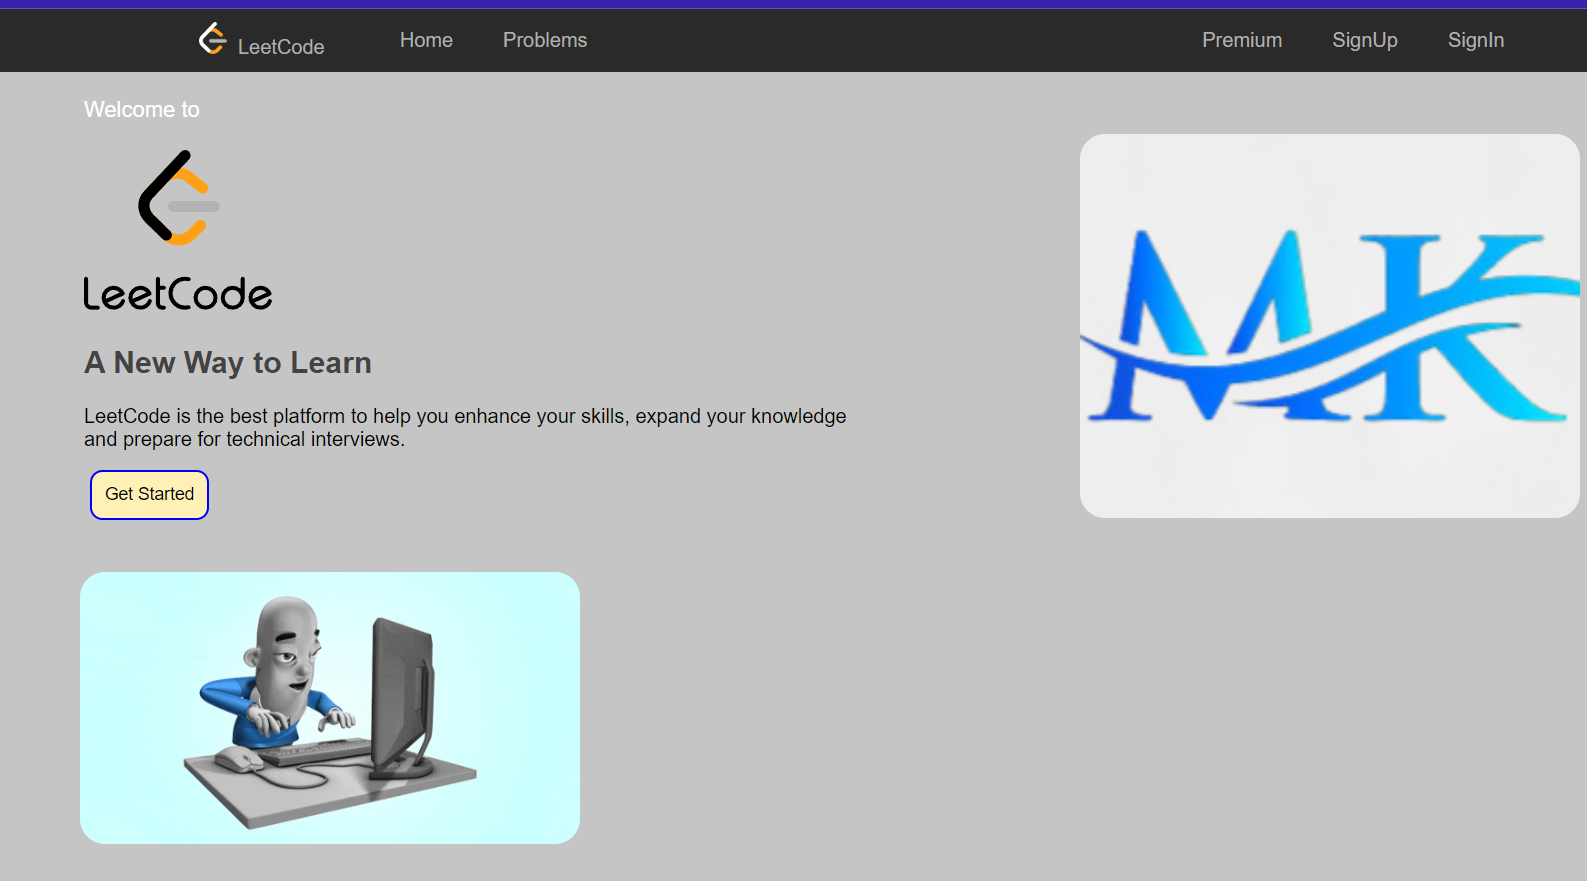 LeetCode
Home
Problems
Premium
SignUp
SignIn
Welcome to
LeetCode
A New Way to Learn
LeetCode is the best platform to help you enhance your skills, expand your knowledge
and prepare for technical interviews.
Get Started
MK